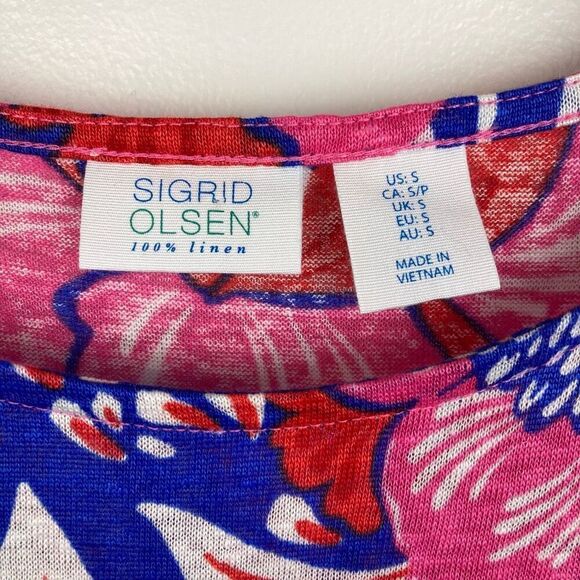 SIGRID
OLSEN®
100% linen
US: S
CA: S/P
UK: S
EU: S
AU: S
MADE IN
VIETNAM